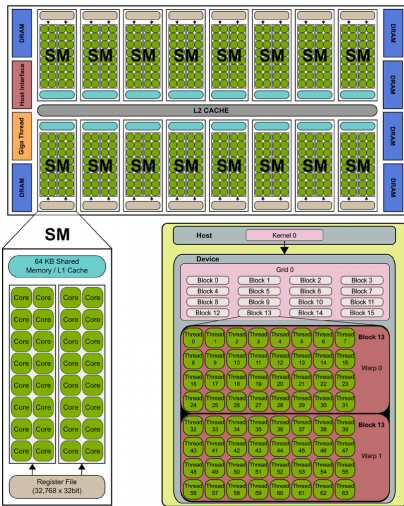 DRAM
Host Interface
Giga Thread
DRAM
SM SM SM SM SM SM SM SM
L2 CACHE
SM SM SM SM SM SM SM SM
DRAM
DRAM
DRAM
DRAM
SM
64 KB Shared
Memory / L1 Cache
Core Core Core Core
Core Core Core Core
Core Core Core Core
Core Core Core Core
Core Core Core Core
Core Core Core Core
Core Core Core Core
Core Core Core Core
Register File
(32,768 x 32bit)
Host
Kernel 0
Device
Grid 0
Block 0 Block 1 Block 2 Block 3
Block 4 Block 5 Block 6 Block 7
Block 8 Block 9 Block 10 Block 11
Block 12 Block 13 Block 14 Block 15
Thread Thread Thread Thread Thread Thread Thread Thread
0 1 2 3 4 5 6 7
Thread Thread Thread Thread Thread Thread Thread Thread
8 9 10 11 12 13 14 15
Thread Thread Thread Thread Thread Thread Thread Thread
16 17 18 19 20 21 22 23
Thread Thread Thread Thread Thread Thread Thread Thread
24 25 26 27 28 29 30 31
Block 13
Warp 0
Thread Thread Thread Thread Thread Thread Thread Thread
32 33 34 35 36 37 38 39
Thread Thread Thread Thread Thread Thread Thread Thread
41 42 43 44 45 46 47
Thread Thread Thread Thread Thread Thread Thread Thread
48 49 50 51 52 53 54 55
Thread Thread Thread Thread Thread Thread Thread Thread
56 57 58 59 60 61 62 63
Block 13
Warp 1